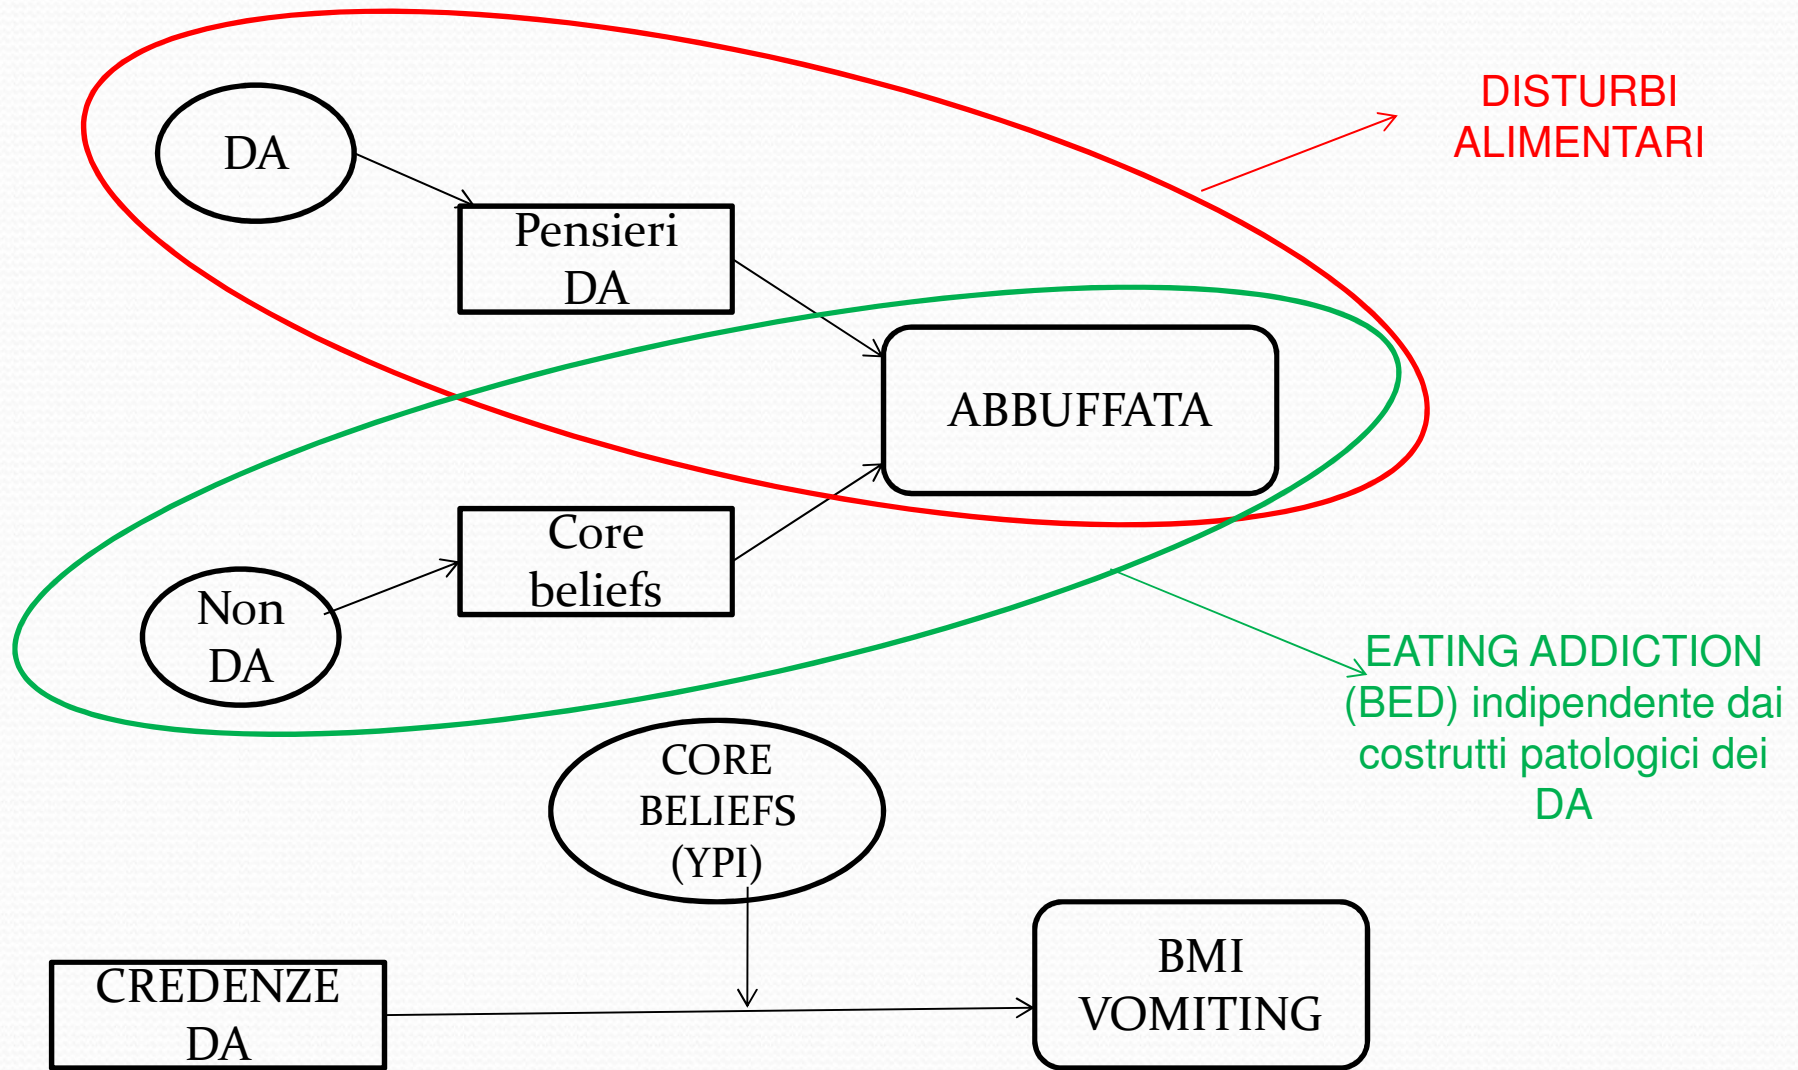 DISTURBI
ALIMENTARI
DA
Pensieri
DA
ABBUFFATA
Core
beliefs
Non
DA
EATING ADDICTION
(BED) indipendente dai
costrutti patologici dei
DA
CORE
BELIEFS
(YPI)
BMI
VOMITING
CREDENZE
DA